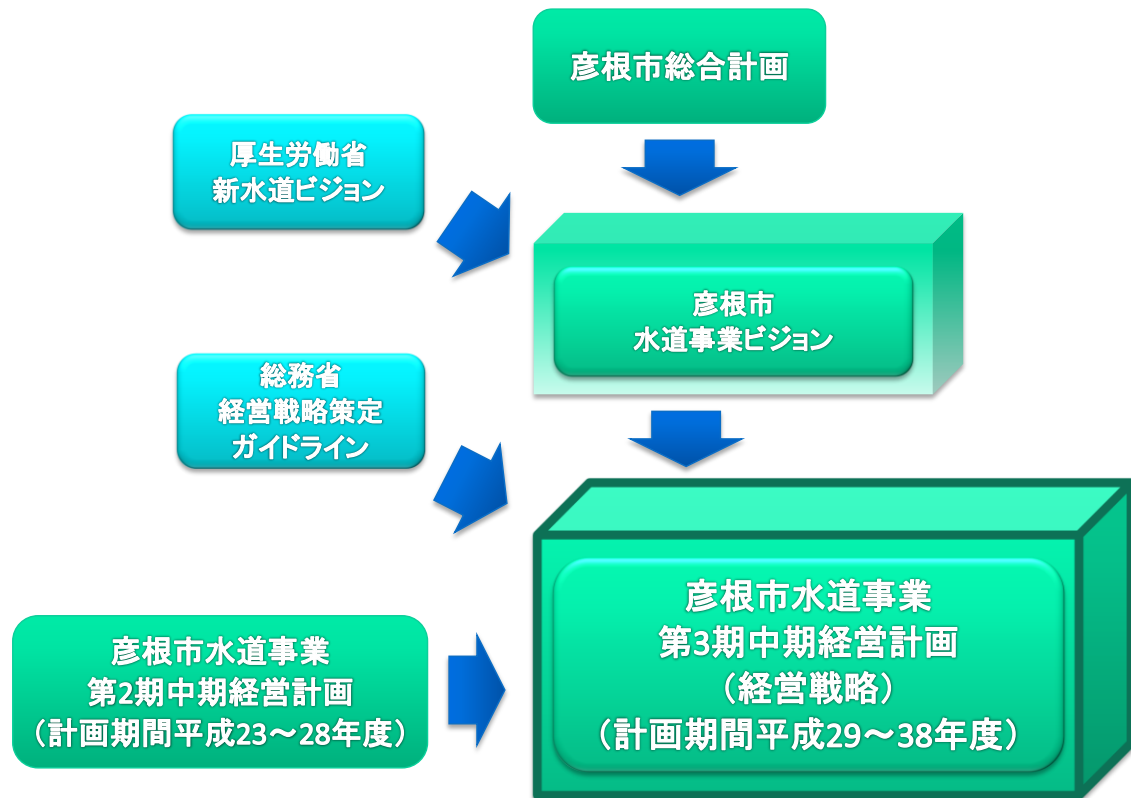 彦根市総合計画
厚生労働省
新水道ビジョン
彦根市
水道事業ビジョン
総務省
経営戦略策定
ガイドライン
彦根市水道事業
第2期中期経営計画
（計画期間平成23～28年度）
彦根市水道事業
第3期中期経営計画
（経営戦略）
（計画期間平成29～38年度）